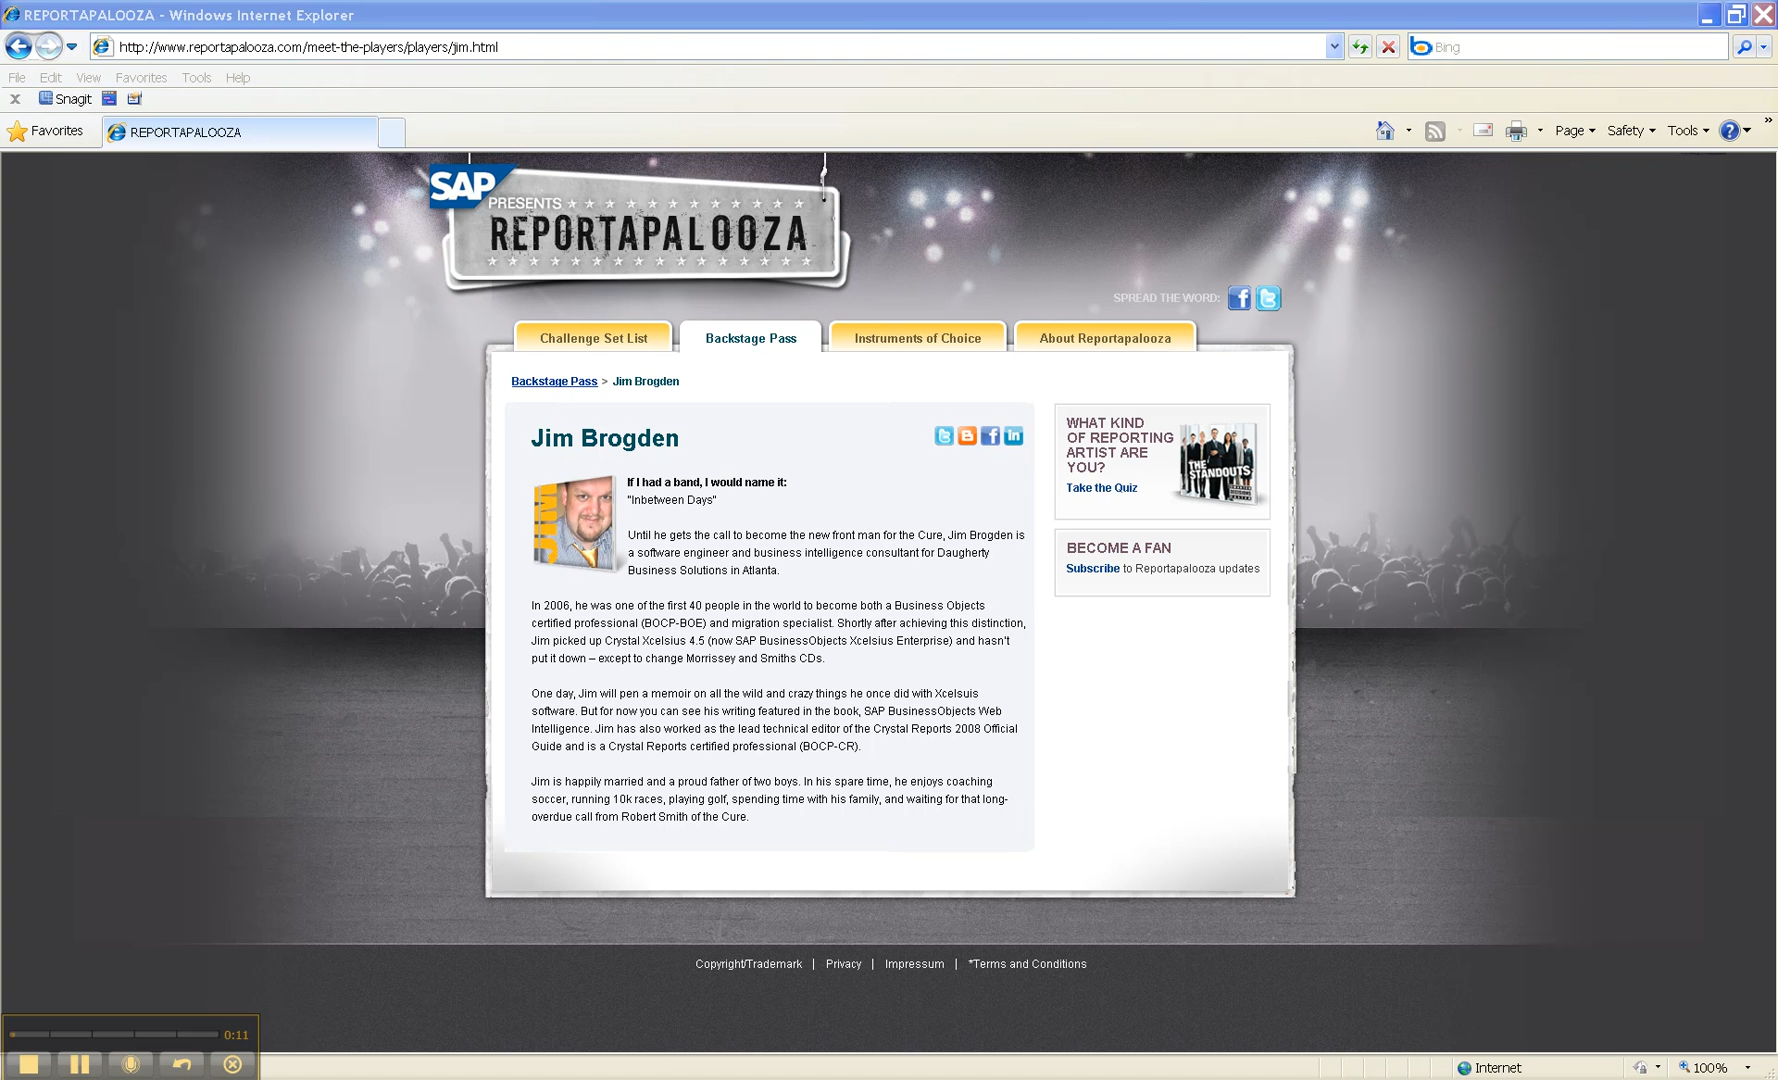 REPORTAPALOOZA - Windows Internet Explorer
http://www.reportapalooza.com/meet-the-players/players/jim.html
Bing
File Edit View Favorites Tools Help
x Snagit
Favorites REPORTAPALOOZA Page Safety Tools »
SAP
PRESENTS
REPORTAPALOOZA
SPREAD THE WORD:
Challenge Set List Backstage Pass Instruments of Choice About Reportapalooza
Backstage Pass > Jim Brogden
Jim Brogden
If I had a band, I would name it:
"Inbetween Days"
JIM
Until he gets the call to become the new front man for the Cure, Jim Brogden is
a software engineer and business intelligence consultant for Daugherty
Business Solutions in Atlanta.
In 2006, he was one of the first 40 people in the world to become both a Business Objects
certified professional (BOCP-BOE) and migration specialist. Shortly after achieving this distinction,
Jim picked up Crystal Xcelsius 4.5 (now SAP BusinessObjects Xcelsius Enterprise) and hasn't
put it down – except to change Morrissey and Smiths CDs.
One day, Jim will pen a memoir on all the wild and crazy things he once did with Xcelsuis
software. But for now you can see his writing featured in the book, SAP BusinessObjects Web
Intelligence. Jim has also worked as the lead technical editor of the Crystal Reports 2008 Official
Guide and is a Crystal Reports certified professional (BOCP-CR).
Jim is happily married and a proud father of two boys. In his spare time, he enjoys coaching
soccer, running 10k races, playing golf, spending time with his family, and waiting for that long-
overdue call from Robert Smith of the Cure.
WHAT KIND
OF REPORTING
ARTIST ARE
YOU?
Take the Quiz
THE
STANDOUTS
BECOME A FAN
Subscribe to Reportapalooza updates
Copyright/Trademark | Privacy | Impressum | *Terms and Conditions
0:11
Internet 100%